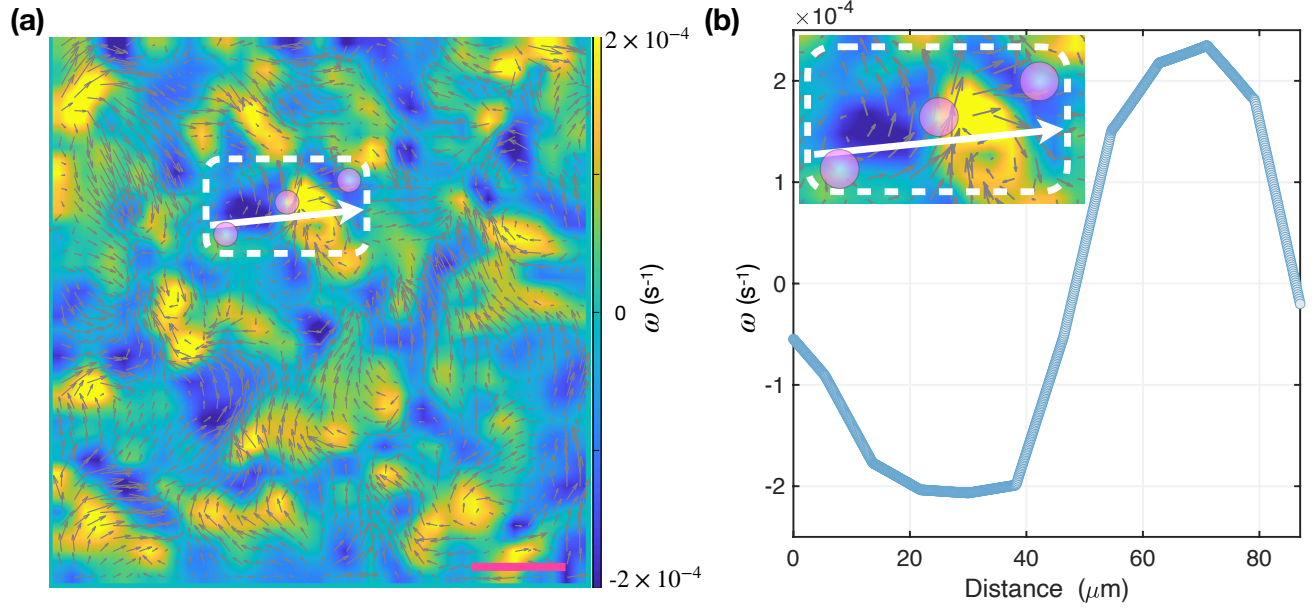 (a)
2 × 10⁻⁴
0
-2 × 10⁻⁴
ω (s⁻¹)
(b)
×10⁻⁴
2
1
0
-1
-2
ω (s⁻¹)
0 20 40 60 80
Distance (μm)